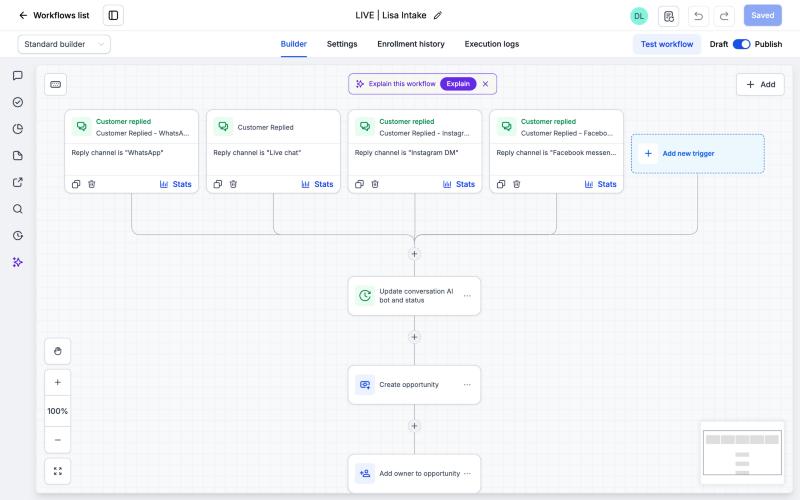 Workflows list
LIVE | Lisa Intake
DL
Saved
Standard builder
Builder
Settings
Enrollment history
Execution logs
Test workflow
Draft
Publish
Explain this workflow
Explain
Add
Customer replied
Customer Replied - WhatsA...
Reply channel is "WhatsApp"
Stats
Customer Replied
Reply channel is "Live chat"
Stats
Customer replied
Customer Replied - Instagr...
Reply channel is "Instagram DM"
Stats
Customer replied
Customer Replied - Facebo...
Reply channel is "Facebook messen...
Stats
Add new trigger
Update conversation AI
bot and status
Create opportunity
Add owner to opportunity
100%